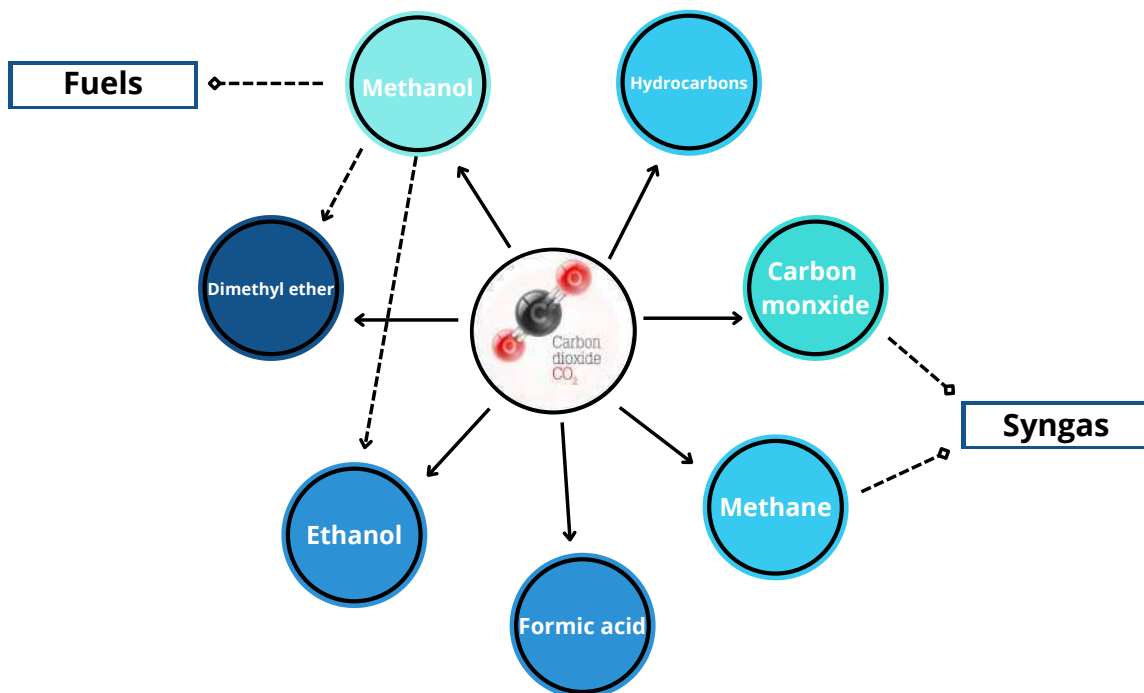 Fuels
Methanol
Hydrocarbons
Dimethyl ether
Carbon
monxide
C
Carbon
dioxide
CO₂
Syngas
Methane
Ethanol
Formic acid